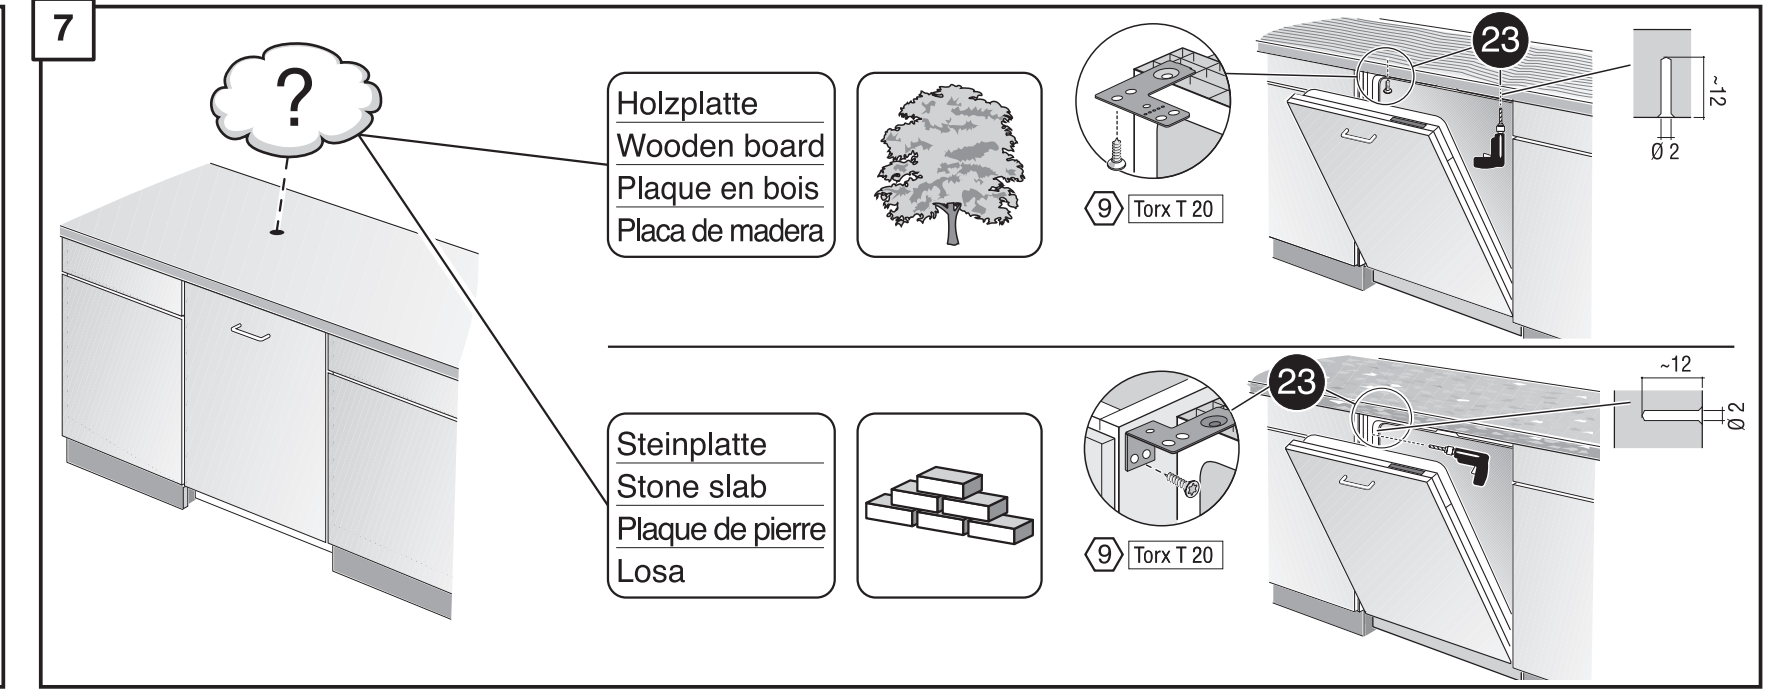 7
?
Holzplatte
Wooden board
Plaque en bois
Placa de madera
9 Torx T 20
23
~12
Ø 2
Steinplatte
Stone slab
Plaque de pierre
Losa
9 Torx T 20
23
~12
Ø 2